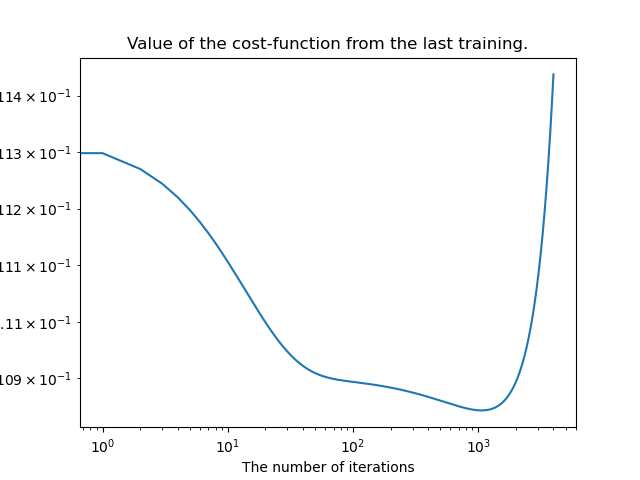 Value of the cost-function from the last training.
114 × 10⁻¹
113 × 10⁻¹
112 × 10⁻¹
111 × 10⁻¹
.11 × 10⁻¹
109 × 10⁻¹
10⁰ 10¹ 10² 10³
The number of iterations